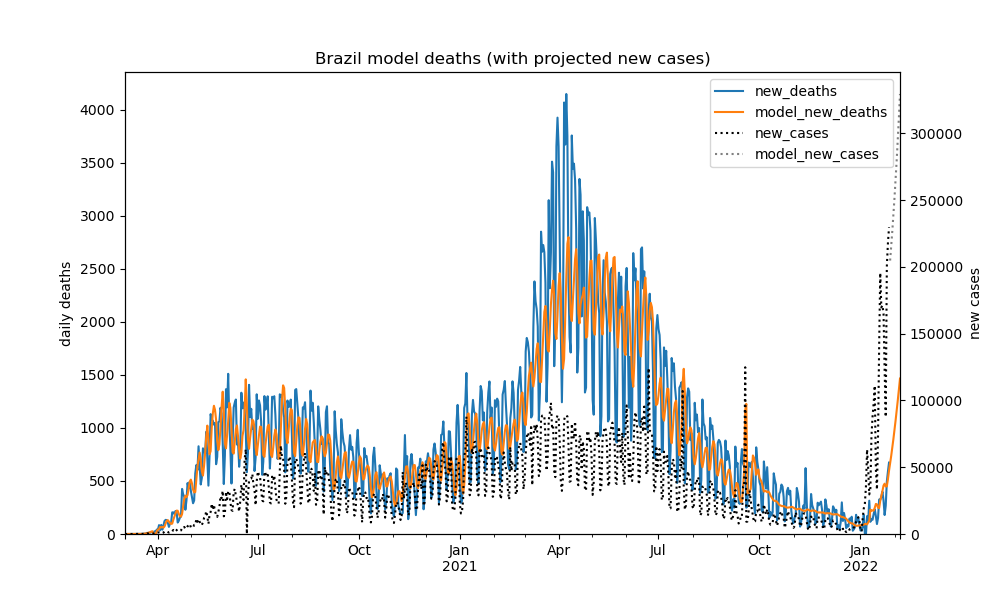 Brazil model deaths (with projected new cases)
new_deaths
model_new_deaths
new_cases
model_new_cases
daily deaths
4000
3500
3000
2500
2000
1500
1000
500
0
new cases
300000
250000
200000
150000
100000
50000
0
Apr
Jul
Oct
Jan
2021
Apr
Jul
Oct
Jan
2022